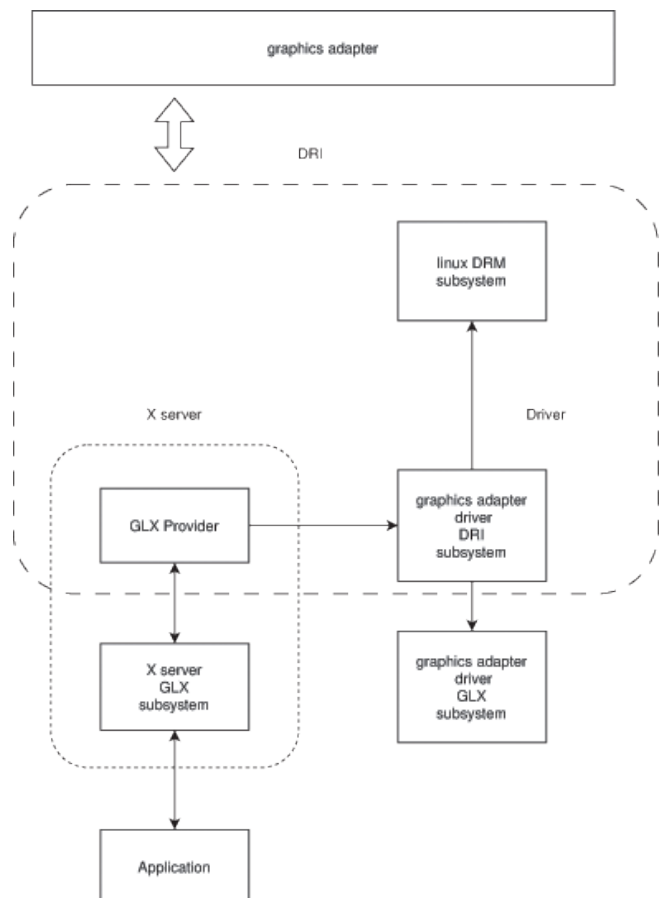 graphics adapter
DRI
linux DRM
subsystem
X server
Driver
GLX Provider
graphics adapter
driver
DRI
subsystem
X server
GLX
subsystem
graphics adapter
driver
GLX
subsystem
Application